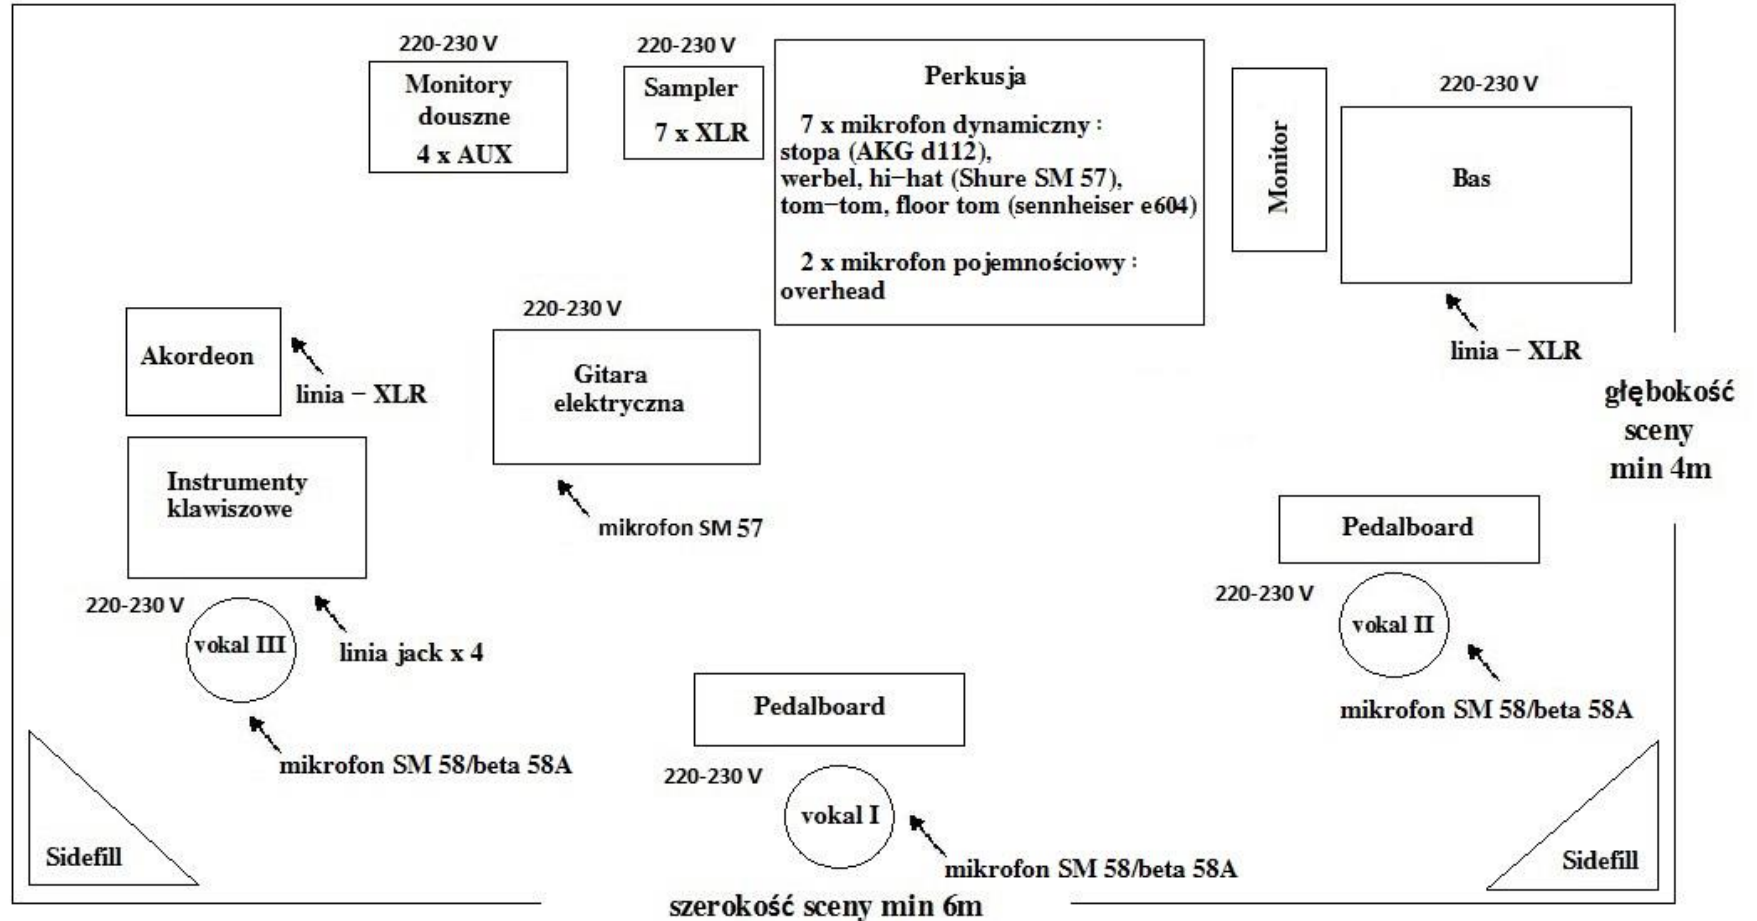 220-230 V
Monitory
douszne
4 x AUX
220-230 V
Sampler
7 x XLR
Perkusja
7 x mikrofon dynamiczny :
stopa (AKG d112),
werbel, hi-hat (Shure SM 57),
tom-tom, floor tom (sennheiser e604)
2 x mikrofon pojemnościowy :
overhead
Monitor
220-230 V
Bas
linia - XLR
głębokość
sceny
min 4m
Akordeon
linia - XLR
220-230 V
Gitara
elektryczna
mikrofon SM 57
Instrumenty
klawiszowe
220-230 V
vokal III
linia jack x 4
mikrofon SM 58/beta 58A
Pedalboard
220-230 V
vokal II
mikrofon SM 58/beta 58A
Pedalboard
220-230 V
vokal I
mikrofon SM 58/beta 58A
Sidefill
Sidefill
szerokość sceny min 6m